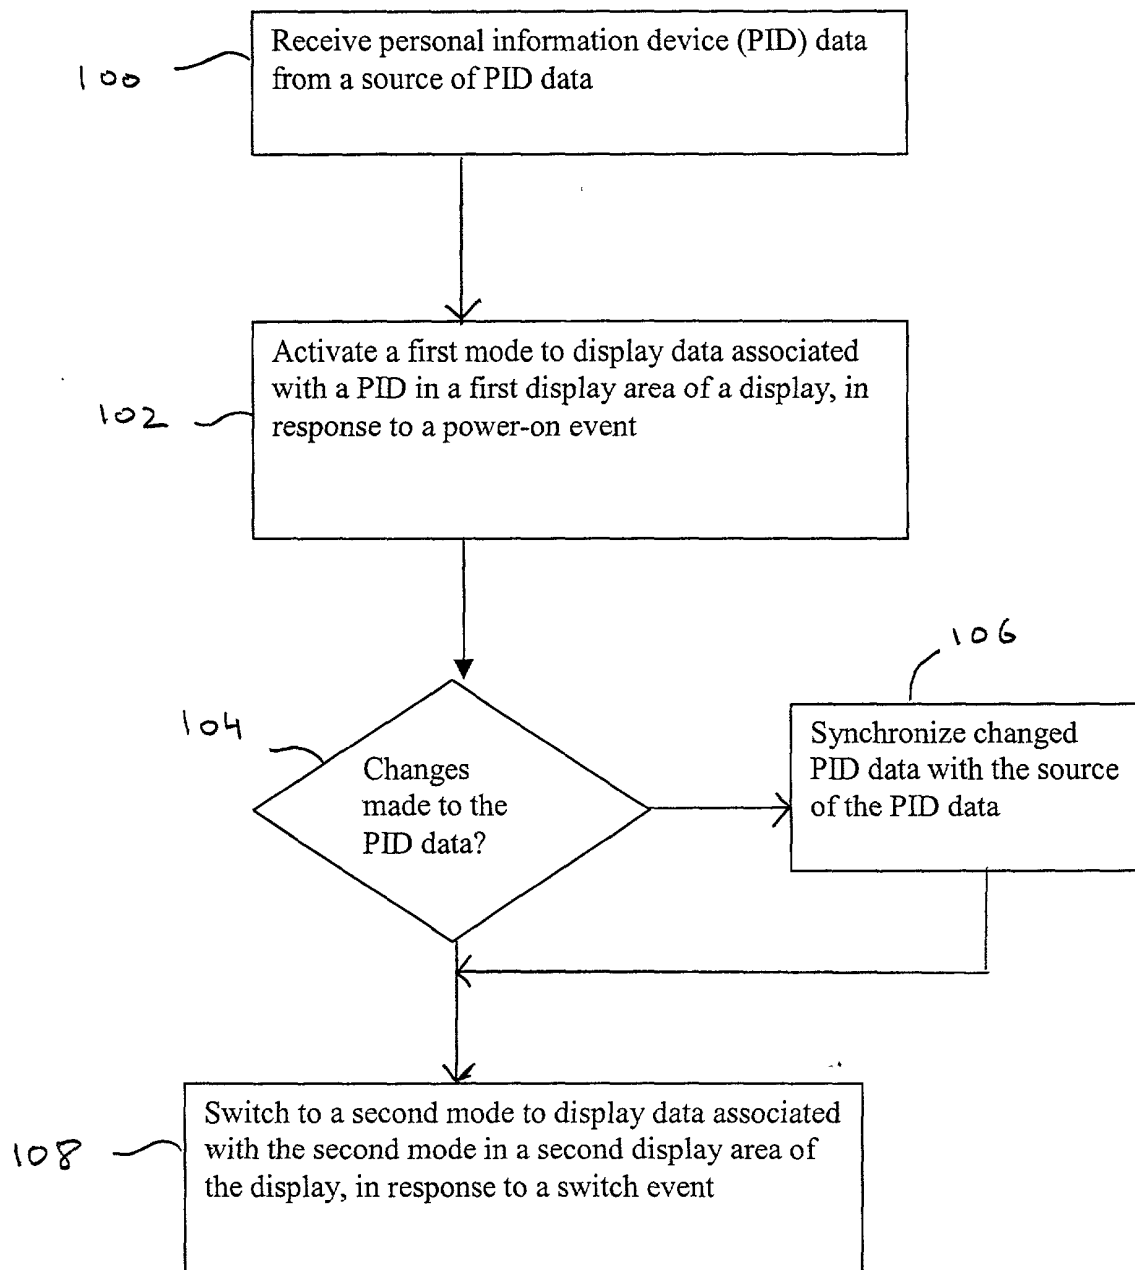 Receive personal information device (PID) data
from a source of PID data
100
Activate a first mode to display data associated
with a PID in a first display area of a display, in
response to a power-on event
102
106
104
Changes
made to the
PID data?
Synchronize changed
PID data with the source
of the PID data
Switch to a second mode to display data associated
with the second mode in a second display area of
the display, in response to a switch event
108